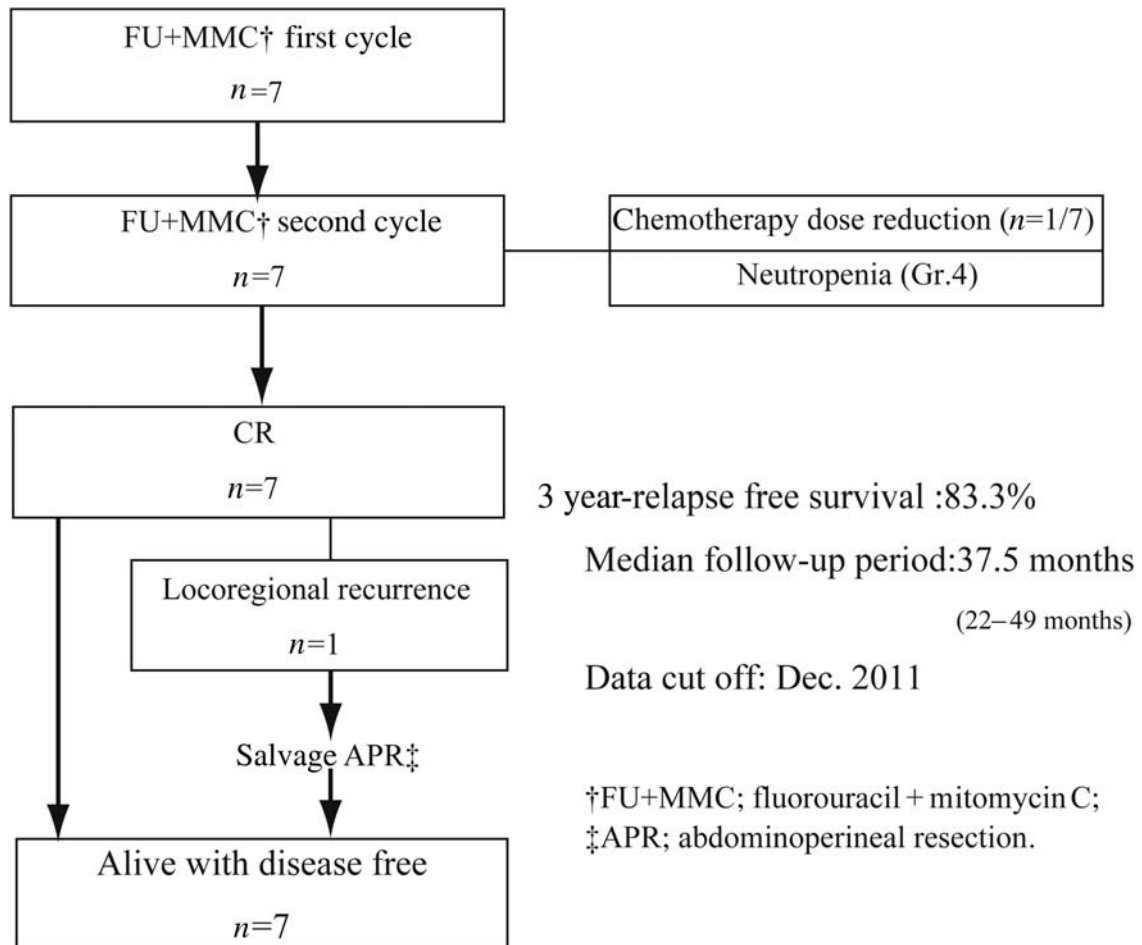 FU+MMC† first cycle
n=7
FU+MMC† second cycle
n=7
Chemotherapy dose reduction (n=1/7)
Neutropenia (Gr.4)
CR
n=7
3 year-relapse free survival :83.3%
Median follow-up period:37.5 months
(22–49 months)
Data cut off: Dec. 2011
Locoregional recurrence
n=1
Salvage APR‡
†FU+MMC; fluorouracil + mitomycin C;
‡APR; abdominoperineal resection.
Alive with disease free
n=7